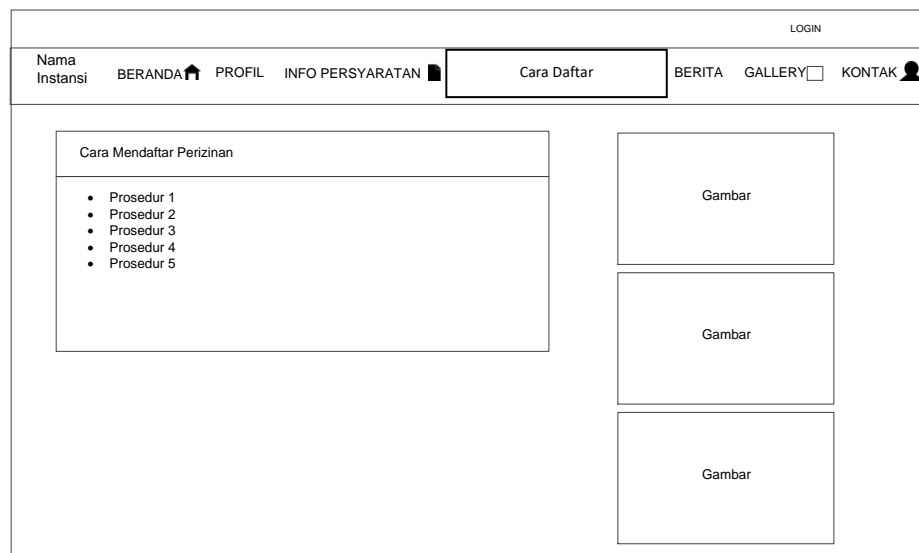 LOGIN
Nama
Instansi
BERANDA PROFIL INFO PERSYARATAN Cara Daftar BERITA GALLERY KONTAK
Cara Mendaftar Perizinan
• Prosedur 1
• Prosedur 2
• Prosedur 3
• Prosedur 4
• Prosedur 5
Gambar
Gambar
Gambar